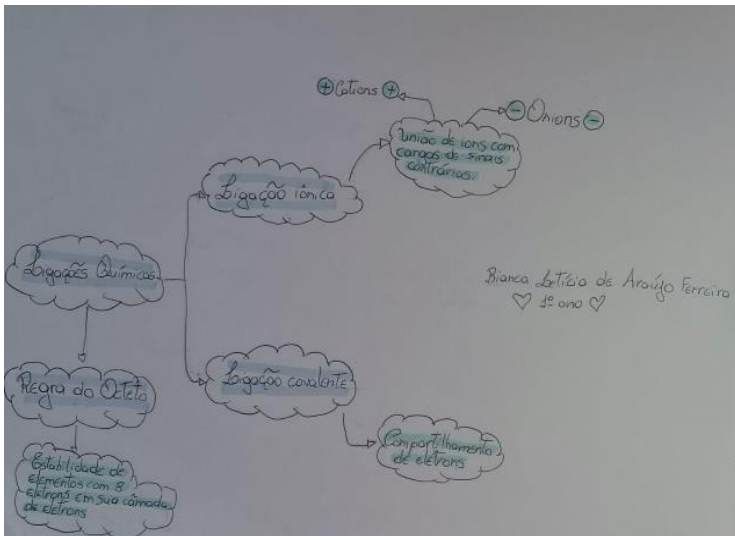 ⊕ Cations ⊕
⊖ Ânions ⊖
União de ions com
cargas de sinais
contrários.
Ligação iônica
Ligações Químicas
Bianca Letícia de Araújo Ferreira
♡ 1º ano ♡
Regra do Octeto
Ligação covalente
Compartilhamento
de elétrons
Estabilidade de
elementos com 8
elétrons em sua câmada
de elétrons